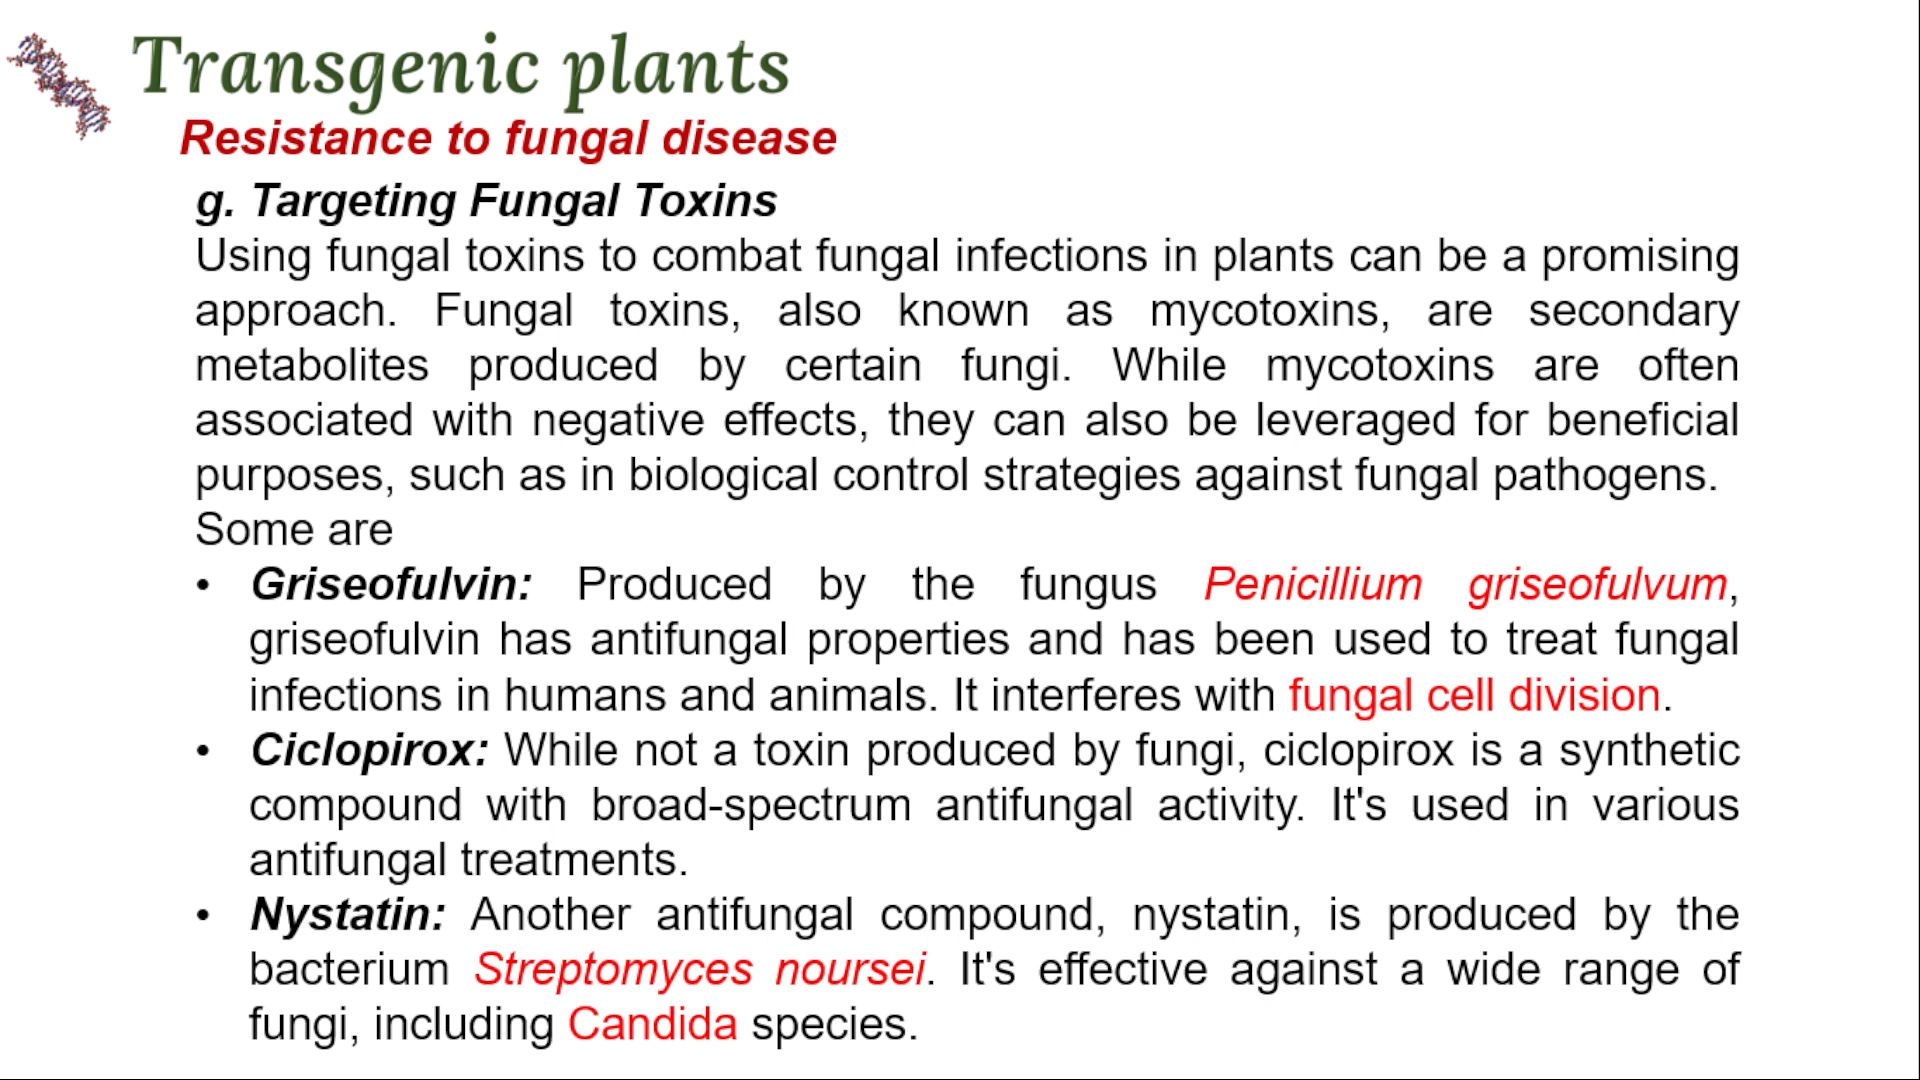 Transgenic plants
Resistance to fungal disease
g. Targeting Fungal Toxins
Using fungal toxins to combat fungal infections in plants can be a promising
approach. Fungal toxins, also known as mycotoxins, are secondary
metabolites produced by certain fungi. While mycotoxins are often
associated with negative effects, they can also be leveraged for beneficial
purposes, such as in biological control strategies against fungal pathogens.
Some are
• Griseofulvin: Produced by the fungus Penicillium griseofulvum,
griseofulvin has antifungal properties and has been used to treat fungal
infections in humans and animals. It interferes with fungal cell division.
• Ciclopirox: While not a toxin produced by fungi, ciclopirox is a synthetic
compound with broad-spectrum antifungal activity. It's used in various
antifungal treatments.
• Nystatin: Another antifungal compound, nystatin, is produced by the
bacterium Streptomyces noursei. It's effective against a wide range of
fungi, including Candida species.